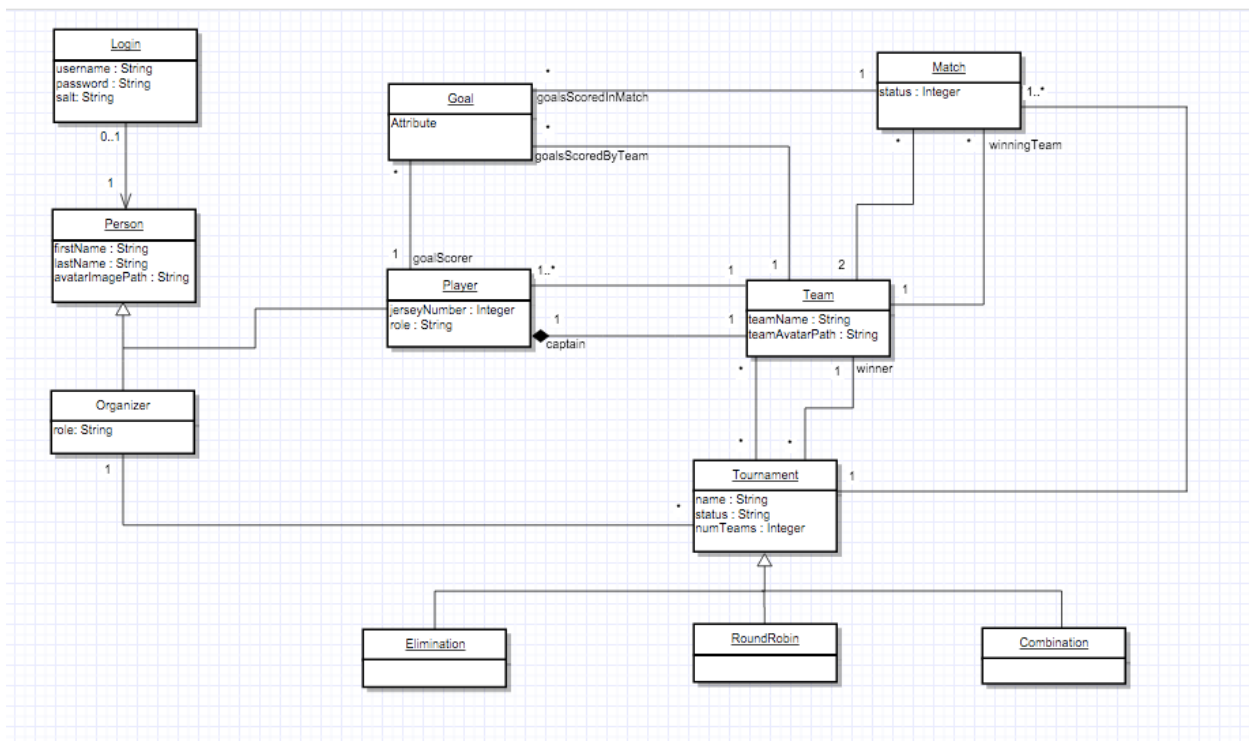 Login
username : String
password : String
salt: String
0..1
1
Person
firstName : String
lastName : String
avatarImagePath : String
Organizer
role: String
1
Goal
Attribute
*
goalsScoredInMatch
*
goalsScoredByTeam
*
1
goalScorer
Player
jerseyNumber : Integer
role : String
1..*
1
1
1
captain
Match
status : Integer
1
1..*
*
*
winningTeam
1
2
1
Team
teamName : String
teamAvatarPath : String
*
1
winner
*
*
Tournament
name : String
status : String
numTeams : Integer
1
*
Elimination
RoundRobin
Combination